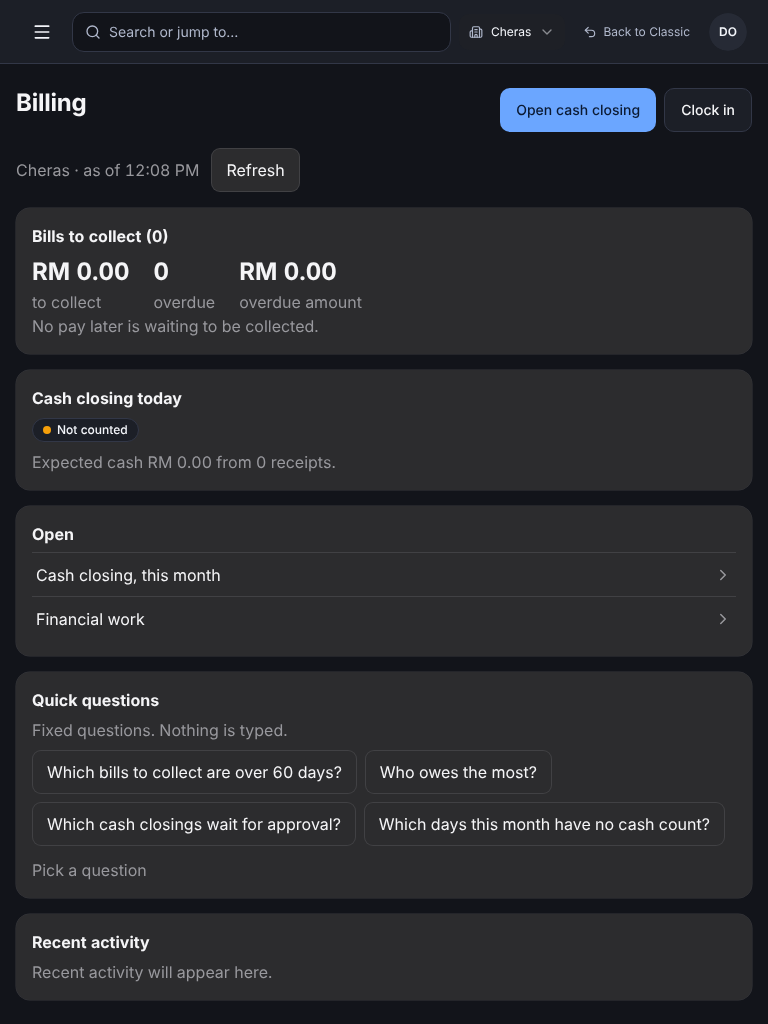 Search or jump to...
Cheras
Back to Classic
DO
Billing
Open cash closing
Clock in
Cheras · as of 12:08 PM
Refresh
Bills to collect (0)
RM 0.00 0 RM 0.00
to collect overdue overdue amount
No pay later is waiting to be collected.
Cash closing today
Not counted
Expected cash RM 0.00 from 0 receipts.
Open
Cash closing, this month
Financial work
Quick questions
Fixed questions. Nothing is typed.
Which bills to collect are over 60 days? Who owes the most?
Which cash closings wait for approval? Which days this month have no cash count?
Pick a question
Recent activity
Recent activity will appear here.